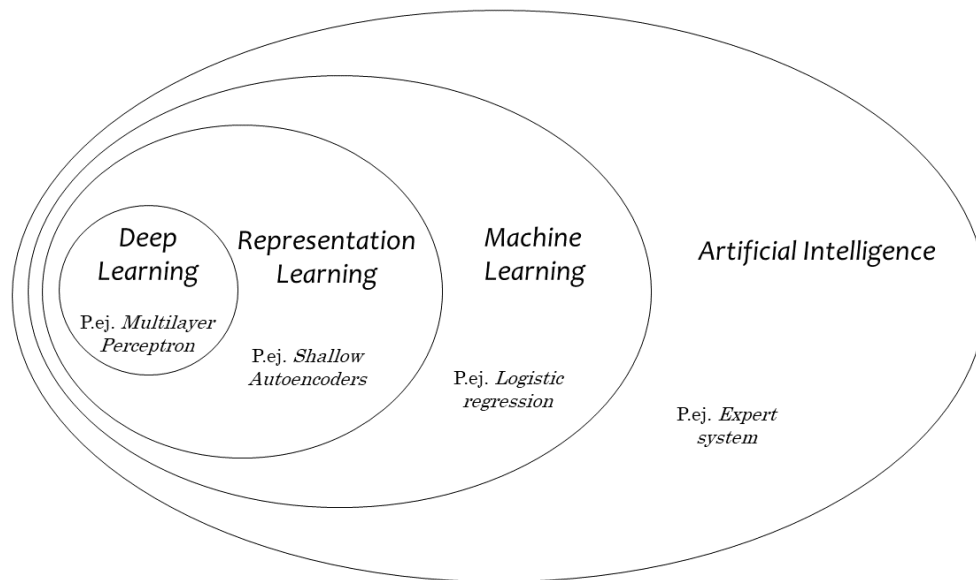 Deep
Learning
P.ej. Multilayer
Perceptron
Representation
Learning
P.ej. Shallow
Autoencoders
Machine
Learning
P.ej. Logistic
regression
Artificial Intelligence
P.ej. Expert
system